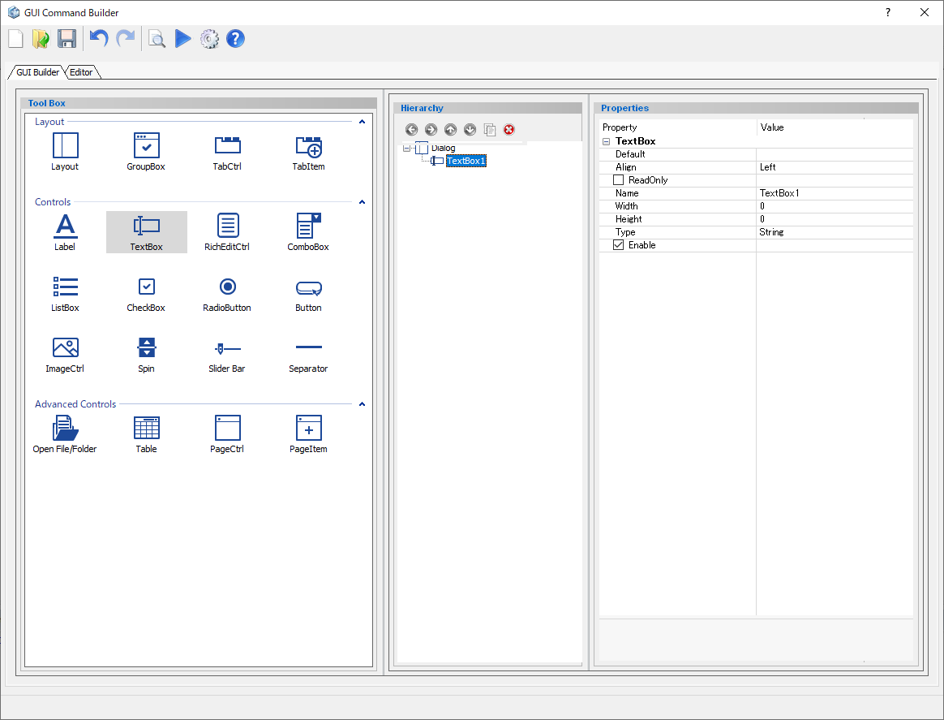 GUI Command Builder
?
GUI Builder Editor
Tool Box
Layout
Layout GroupBox TabCtrl TabItem
Controls
Label TextBox RichEditCtrl ComboBox
ListBox CheckBox RadioButton Button
ImageCtrl Spin Slider Bar Separator
Advanced Controls
Open File/Folder Table PageCtrl PageItem
Hierarchy
Dialog
TextBox1
Properties
Property Value
TextBox
Default
Align Left
ReadOnly
Name TextBox1
Width 0
Height 0
Type String
Enable